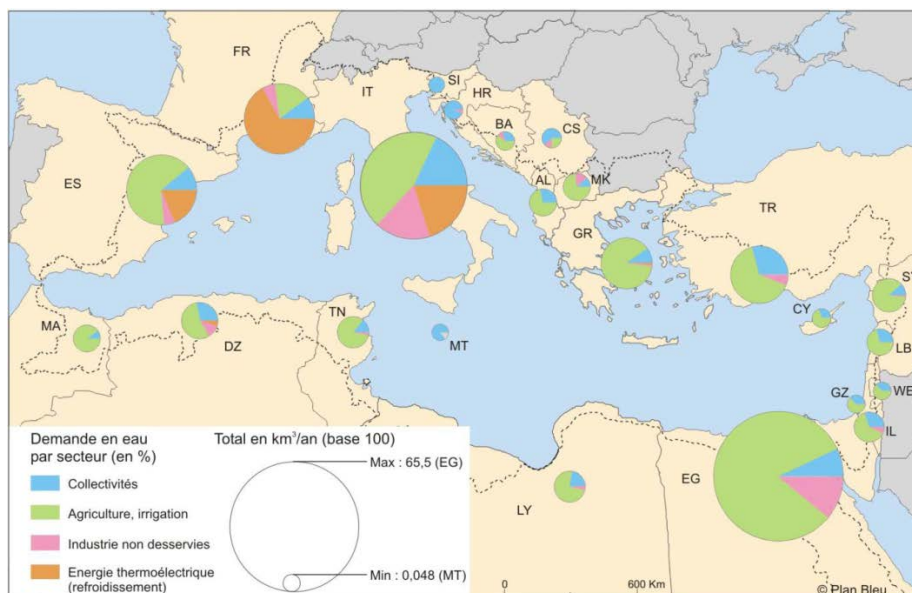 FR
SI
HR
IT
BA
CS
ES
AL
MK
GR
TR
SY
CY
LB
MA
DZ
TN
MT
GZ
WE
IL
EG
LY
Demande en eau
par secteur (en %)
Collectivités
Agriculture, irrigation
Industrie non desservies
Energie thermoélectrique
(refroidissement)
Total en km³/an (base 100)
Max : 65,5 (EG)
Min : 0,048 (MT)
0 600 Km
© Plan Bleu